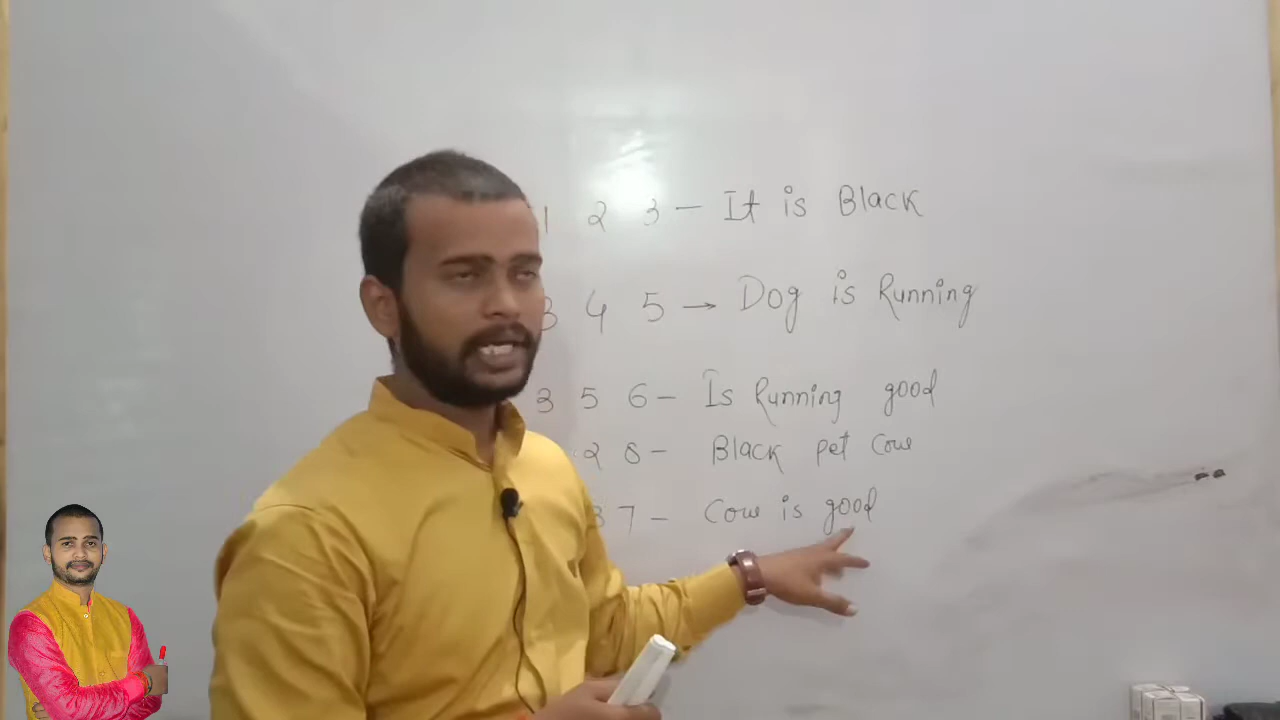 1 2 3 - It is Black
3 4 5 → Dog is Running
3 5 6 - Is Running good
2 8 - Black pet Cow
3 7 - Cow is good